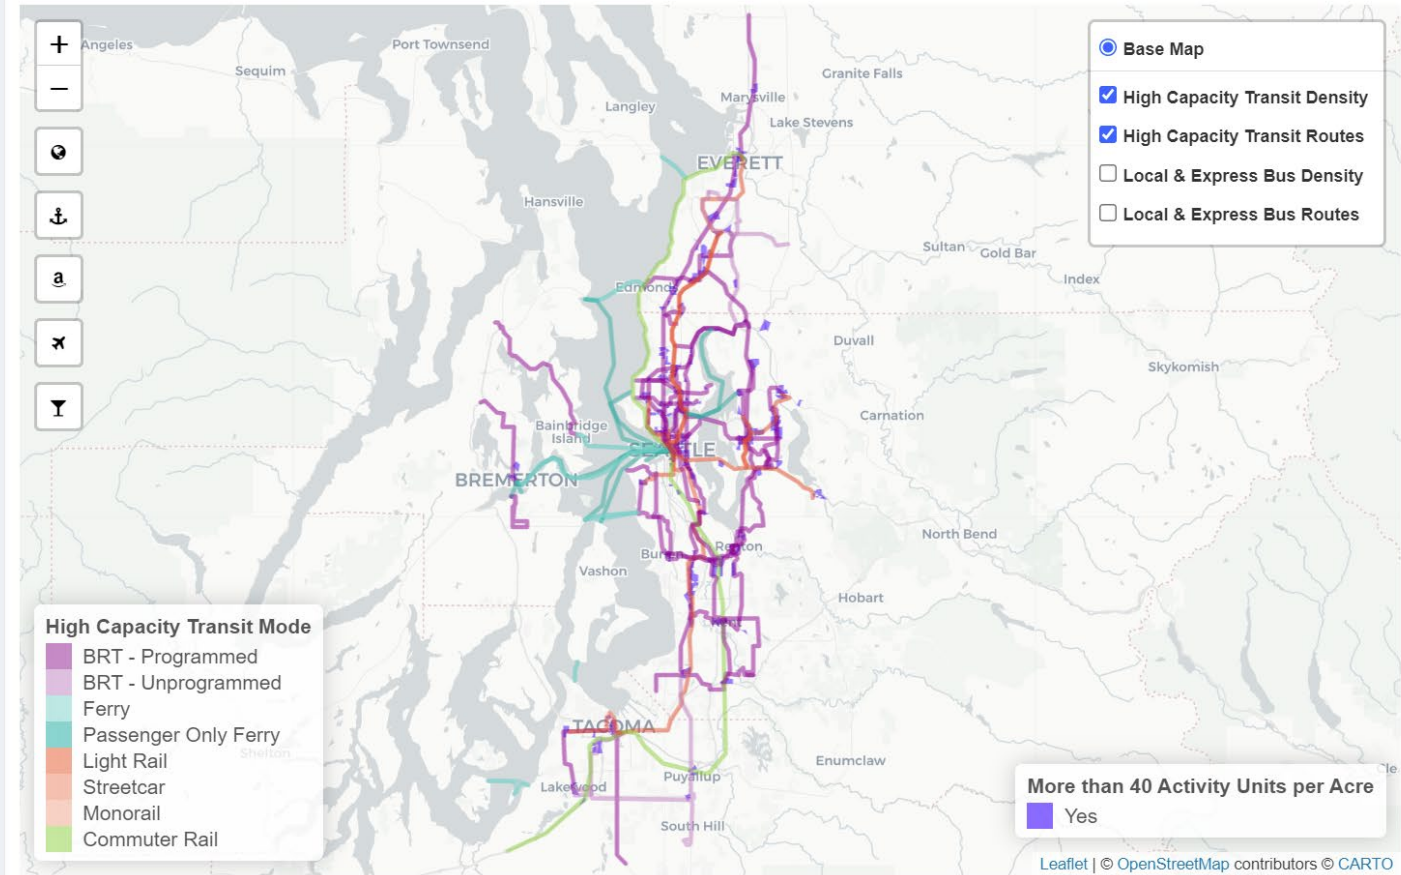 +
Angeles
Port Townsend
Sequim
−
Langley
Granite Falls
Marysville
Lake Stevens
EVERETT
Hansville
a
Sultan
Gold Bar
Index
Edmonds
Duvall
Skykomish
Carnation
Bainbridge
Island
SEATTLE
BREMERTON
North Bend
Renton
Vashon
Hobart
TACOMA
Shelton
Enumclaw
Puyallup
Lakewood
South Hill
Cle
Base Map
High Capacity Transit Density
High Capacity Transit Routes
Local & Express Bus Density
Local & Express Bus Routes
High Capacity Transit Mode
BRT - Programmed
BRT - Unprogrammed
Ferry
Passenger Only Ferry
Light Rail
Streetcar
Monorail
Commuter Rail
More than 40 Activity Units per Acre
Yes
Leaflet | © OpenStreetMap contributors © CARTO